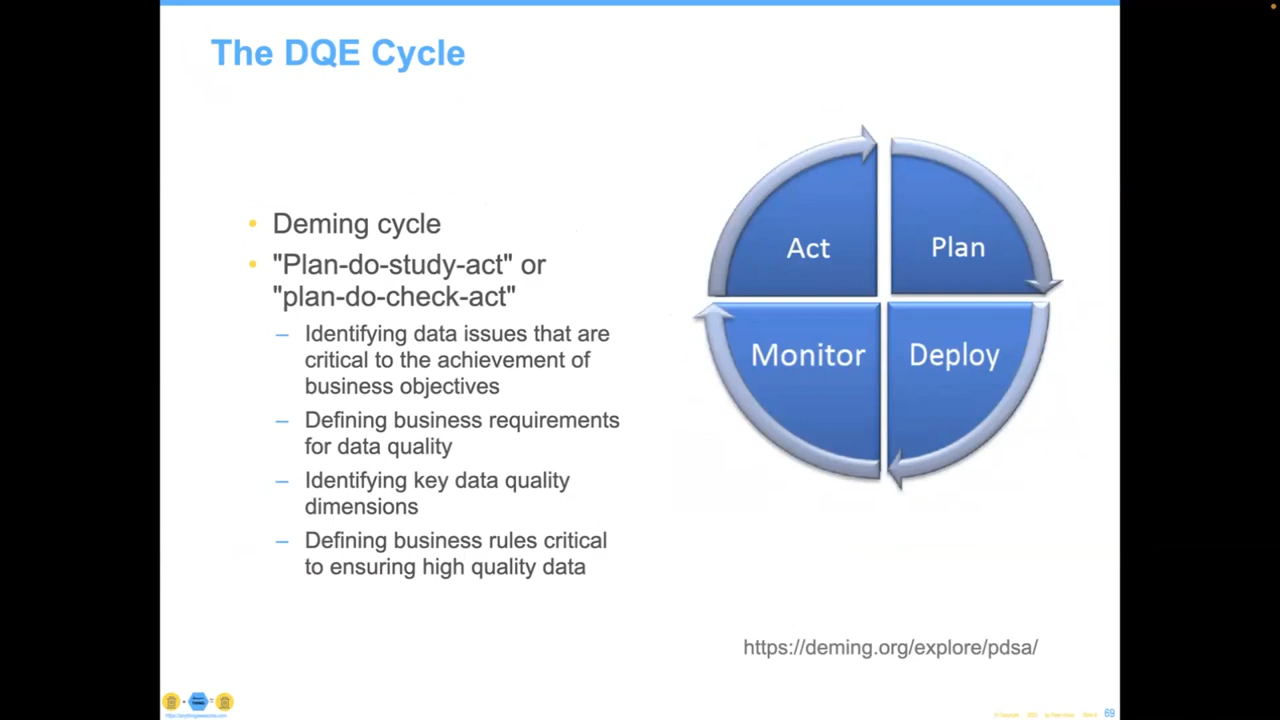 The DQE Cycle
Deming cycle
"Plan-do-study-act" or
"plan-do-check-act"
– Identifying data issues that are
critical to the achievement of
business objectives
– Defining business requirements
for data quality
– Identifying key data quality
dimensions
– Defining business rules critical
to ensuring high quality data
Act
Plan
Monitor
Deploy
https://deming.org/explore/pdsa/
69